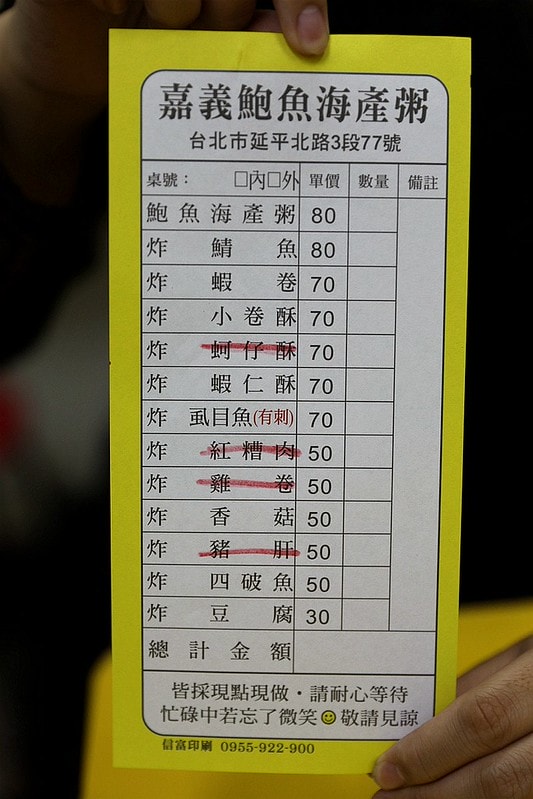 嘉義鮑魚海產粥
台北市延平北路3段77號
桌號： □內□外 單價 數量 備註
鮑魚海產粥 80
炸鯖魚 80
炸蝦卷 70
炸小卷酥 70
炸蚵仔酥 70
炸蝦仁酥 70
炸虱目魚(有刺) 70
炸紅糟肉 50
炸雞卷 50
炸香菇 50
炸豬肝 50
炸四破魚 50
炸豆腐 30
總計金額
皆採現點現做・請耐心等待
忙碌中若忘了微笑☺敬請見諒
信富印刷 0955-922-900